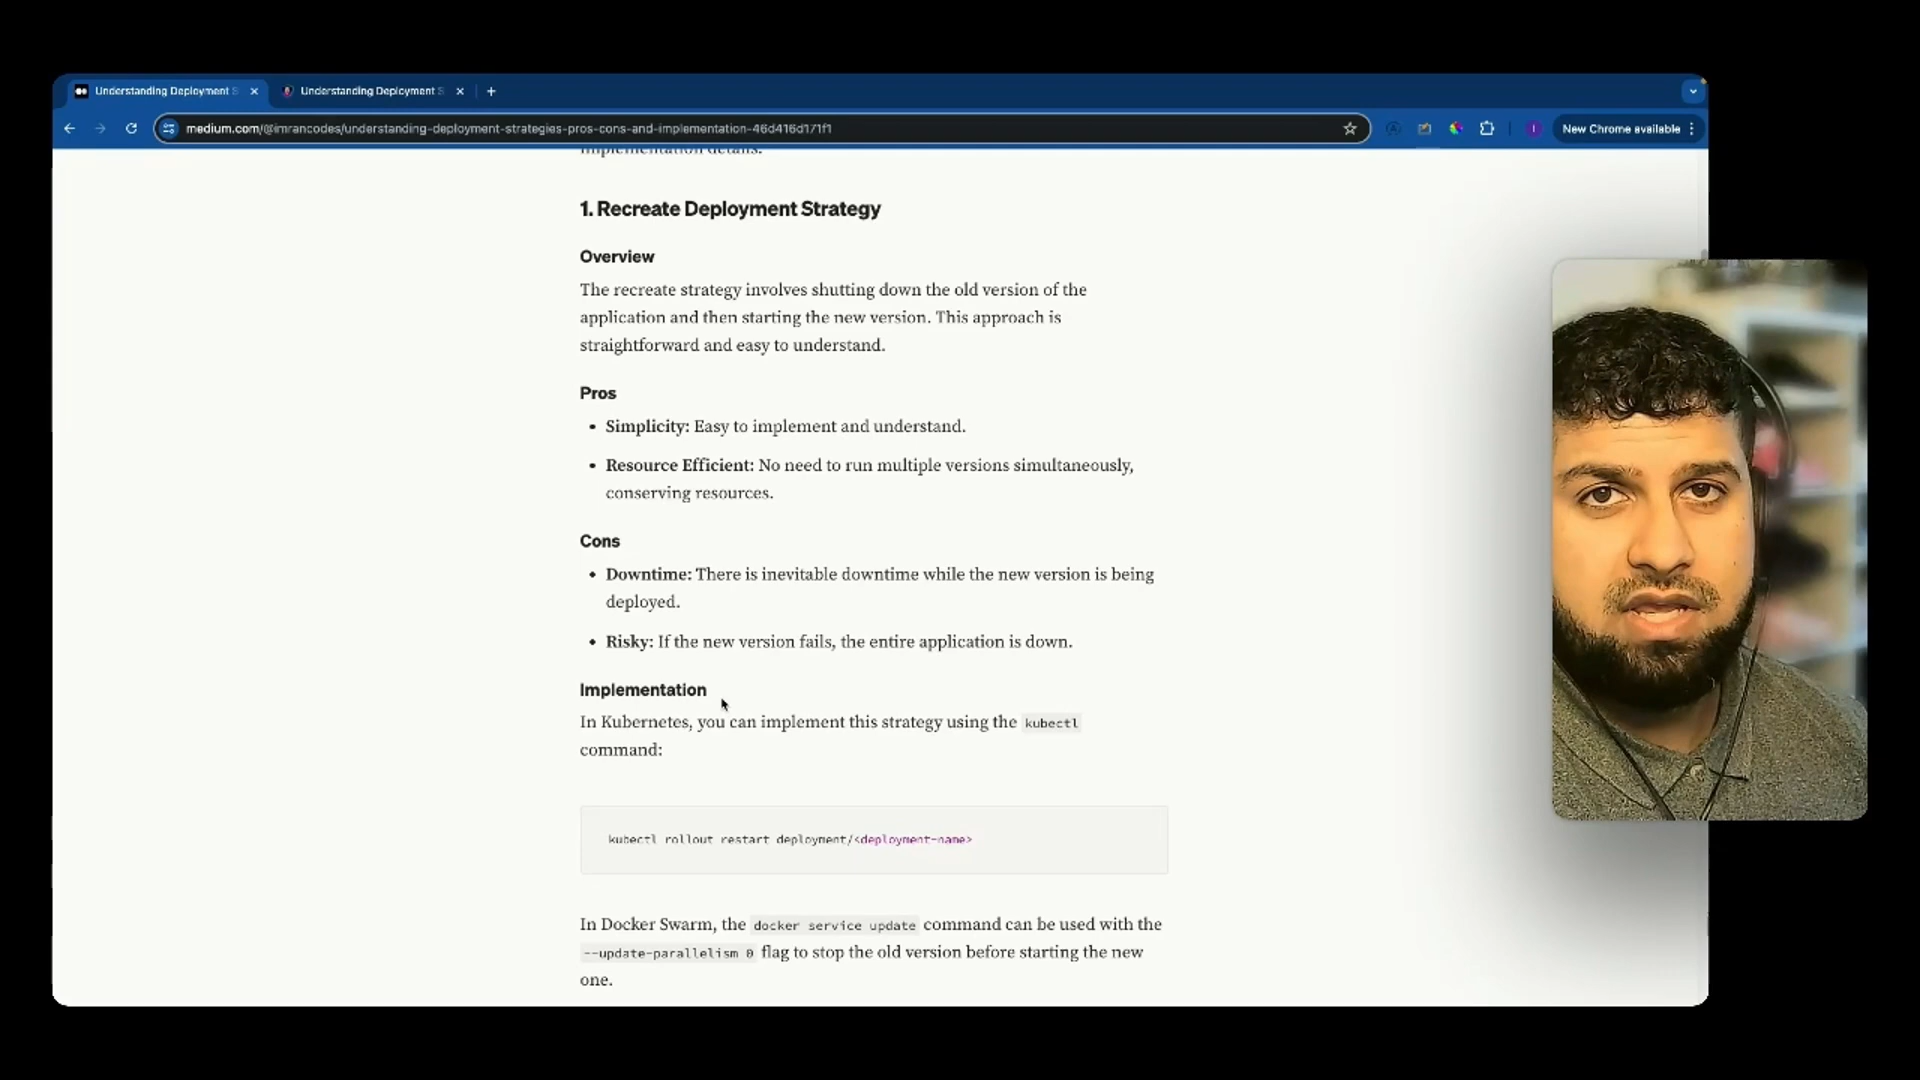 Understanding Deployment S
Understanding Deployment S
medium.com/@imrancodes/understanding-deployment-strategies-pros-cons-and-implementation-46d416d171f1
New Chrome available
implementation details.
1. Recreate Deployment Strategy
Overview
The recreate strategy involves shutting down the old version of the
application and then starting the new version. This approach is
straightforward and easy to understand.
Pros
• Simplicity: Easy to implement and understand.
• Resource Efficient: No need to run multiple versions simultaneously,
conserving resources.
Cons
• Downtime: There is inevitable downtime while the new version is being
deployed.
• Risky: If the new version fails, the entire application is down.
Implementation
In Kubernetes, you can implement this strategy using the kubectl
command:
kubectl rollout restart deployment/<deployment-name>
In Docker Swarm, the docker service update command can be used with the
--update-parallelism 0 flag to stop the old version before starting the new
one.